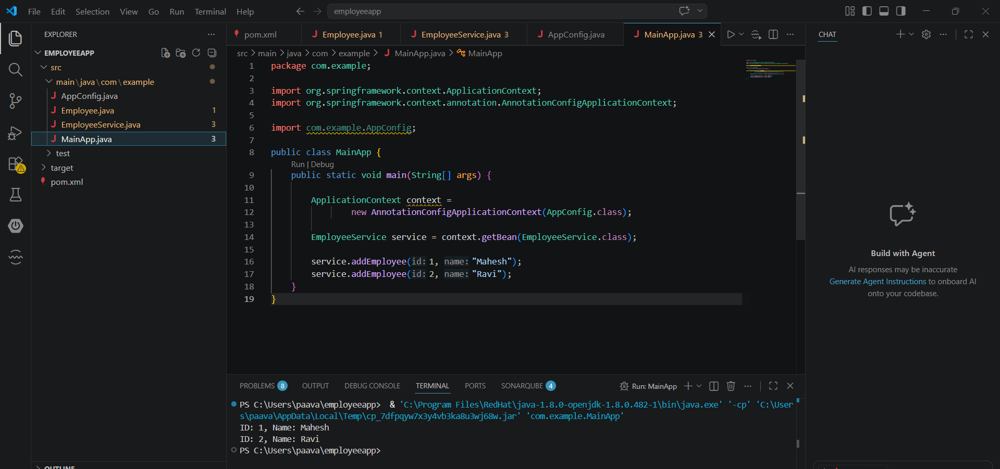 File Edit Selection View Go Run Terminal Help
employeeapp
EXPLORER
EMPLOYEEAPP
src
main\java\com\example
AppConfig.java
Employee.java 1
EmployeeService.java 3
MainApp.java 3
test
target
pom.xml
OUTLINE
pom.xml Employee.java 1 EmployeeService.java 3 AppConfig.java MainApp.java 3
src > main > java > com > example > MainApp.java > MainApp
1 package com.example;
2
3 import org.springframework.context.ApplicationContext;
4 import org.springframework.context.annotation.AnnotationConfigApplicationContext;
5
6 import com.example.AppConfig;
7
8 public class MainApp {
Run | Debug
9 public static void main(String[] args) {
10
11 ApplicationContext context =
12 new AnnotationConfigApplicationContext(AppConfig.class);
13
14 EmployeeService service = context.getBean(EmployeeService.class);
15
16 service.addEmployee(id: 1, name: "Mahesh");
17 service.addEmployee(id: 2, name: "Ravi");
18 }
19 }
PROBLEMS 8 OUTPUT DEBUG CONSOLE TERMINAL PORTS SONARQUBE 4
Run: MainApp
PS C:\Users\paava\employeeapp> & 'C:\Program Files\RedHat\java-1.8.0-openjdk-1.8.0.482-1\bin\java.exe' '-cp' 'C:\User
s\paava\AppData\Local\Temp\cp_7dfpqyw7x3y4vb3ka8u3wj68w.jar' 'com.example.MainApp'
ID: 1, Name: Mahesh
ID: 2, Name: Ravi
PS C:\Users\paava\employeeapp>
CHAT
Build with Agent
AI responses may be inaccurate
Generate Agent Instructions to onboard AI
onto your codebase.